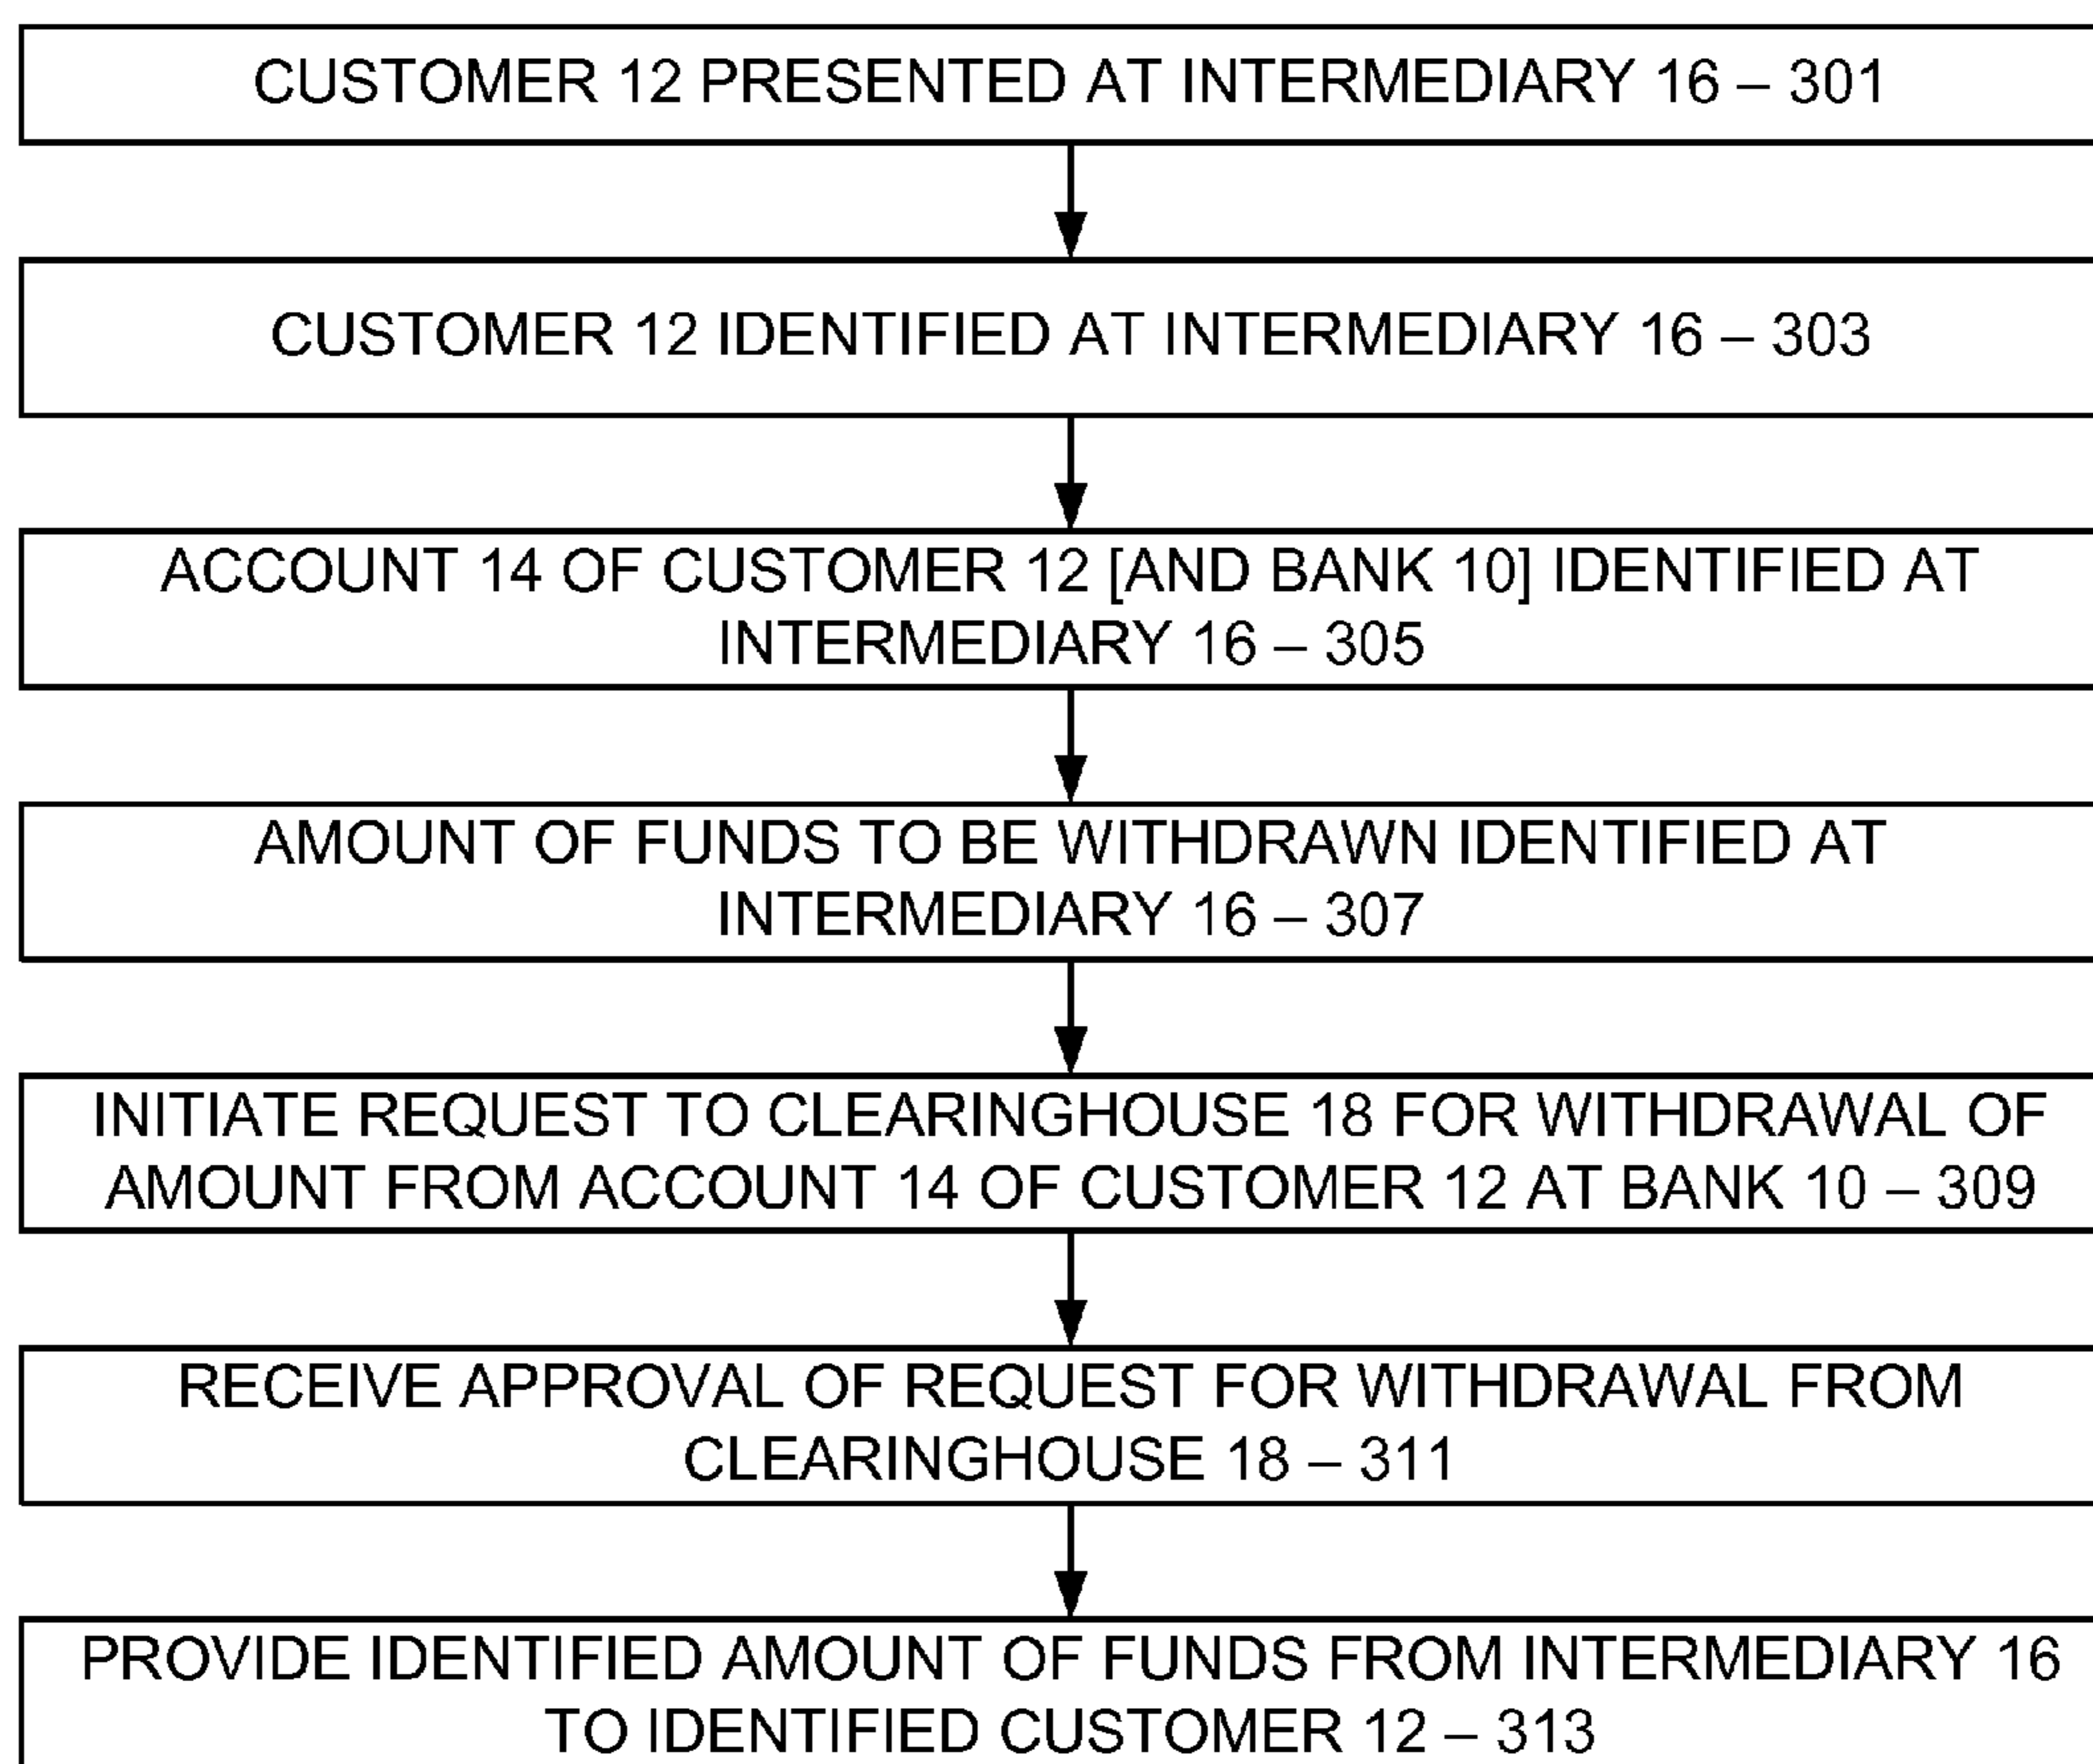 CUSTOMER 12 PRESENTED AT INTERMEDIARY 16 – 301
CUSTOMER 12 IDENTIFIED AT INTERMEDIARY 16 – 303
ACCOUNT 14 OF CUSTOMER 12 [AND BANK 10] IDENTIFIED AT
INTERMEDIARY 16 – 305
AMOUNT OF FUNDS TO BE WITHDRAWN IDENTIFIED AT
INTERMEDIARY 16 – 307
INITIATE REQUEST TO CLEARINGHOUSE 18 FOR WITHDRAWAL OF
AMOUNT FROM ACCOUNT 14 OF CUSTOMER 12 AT BANK 10 – 309
RECEIVE APPROVAL OF REQUEST FOR WITHDRAWAL FROM
CLEARINGHOUSE 18 – 311
PROVIDE IDENTIFIED AMOUNT OF FUNDS FROM INTERMEDIARY 16
TO IDENTIFIED CUSTOMER 12 – 313